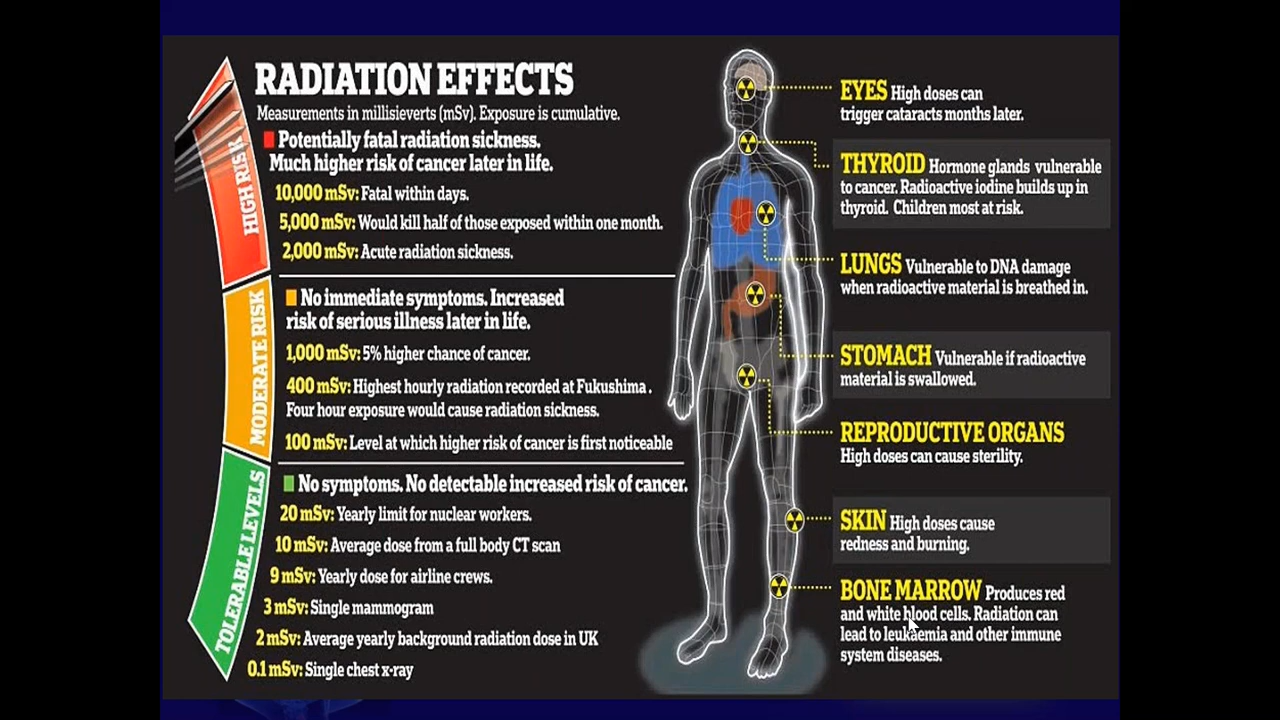 RADIATION EFFECTS
Measurements in millisieverts (mSv). Exposure is cumulative.
HIGH RISK
Potentially fatal radiation sickness.
Much higher risk of cancer later in life.
10,000 mSv: Fatal within days.
5,000 mSv: Would kill half of those exposed within one month.
2,000 mSv: Acute radiation sickness.
MODERATE RISK
No immediate symptoms. Increased
risk of serious illness later in life.
1,000 mSv: 5% higher chance of cancer.
400 mSv: Highest hourly radiation recorded at Fukushima .
Four hour exposure would cause radiation sickness.
100 mSv: Level at which higher risk of cancer is first noticeable
TOLERABLE LEVELS
No symptoms. No detectable increased risk of cancer.
20 mSv: Yearly limit for nuclear workers.
10 mSv: Average dose from a full body CT scan
9 mSv: Yearly dose for airline crews.
3 mSv: Single mammogram
2 mSv: Average yearly background radiation dose in UK
0.1 mSv: Single chest x-ray
EYES High doses can
trigger cataracts months later.
THYROID Hormone glands vulnerable
to cancer. Radioactive iodine builds up in
thyroid. Children most at risk.
LUNGS Vulnerable to DNA damage
when radioactive material is breathed in.
STOMACH Vulnerable if radioactive
material is swallowed.
REPRODUCTIVE ORGANS
High doses can cause sterility.
SKIN High doses cause
redness and burning.
BONE MARROW Produces red
and white blood cells. Radiation can
lead to leukaemia and other immune
system diseases.